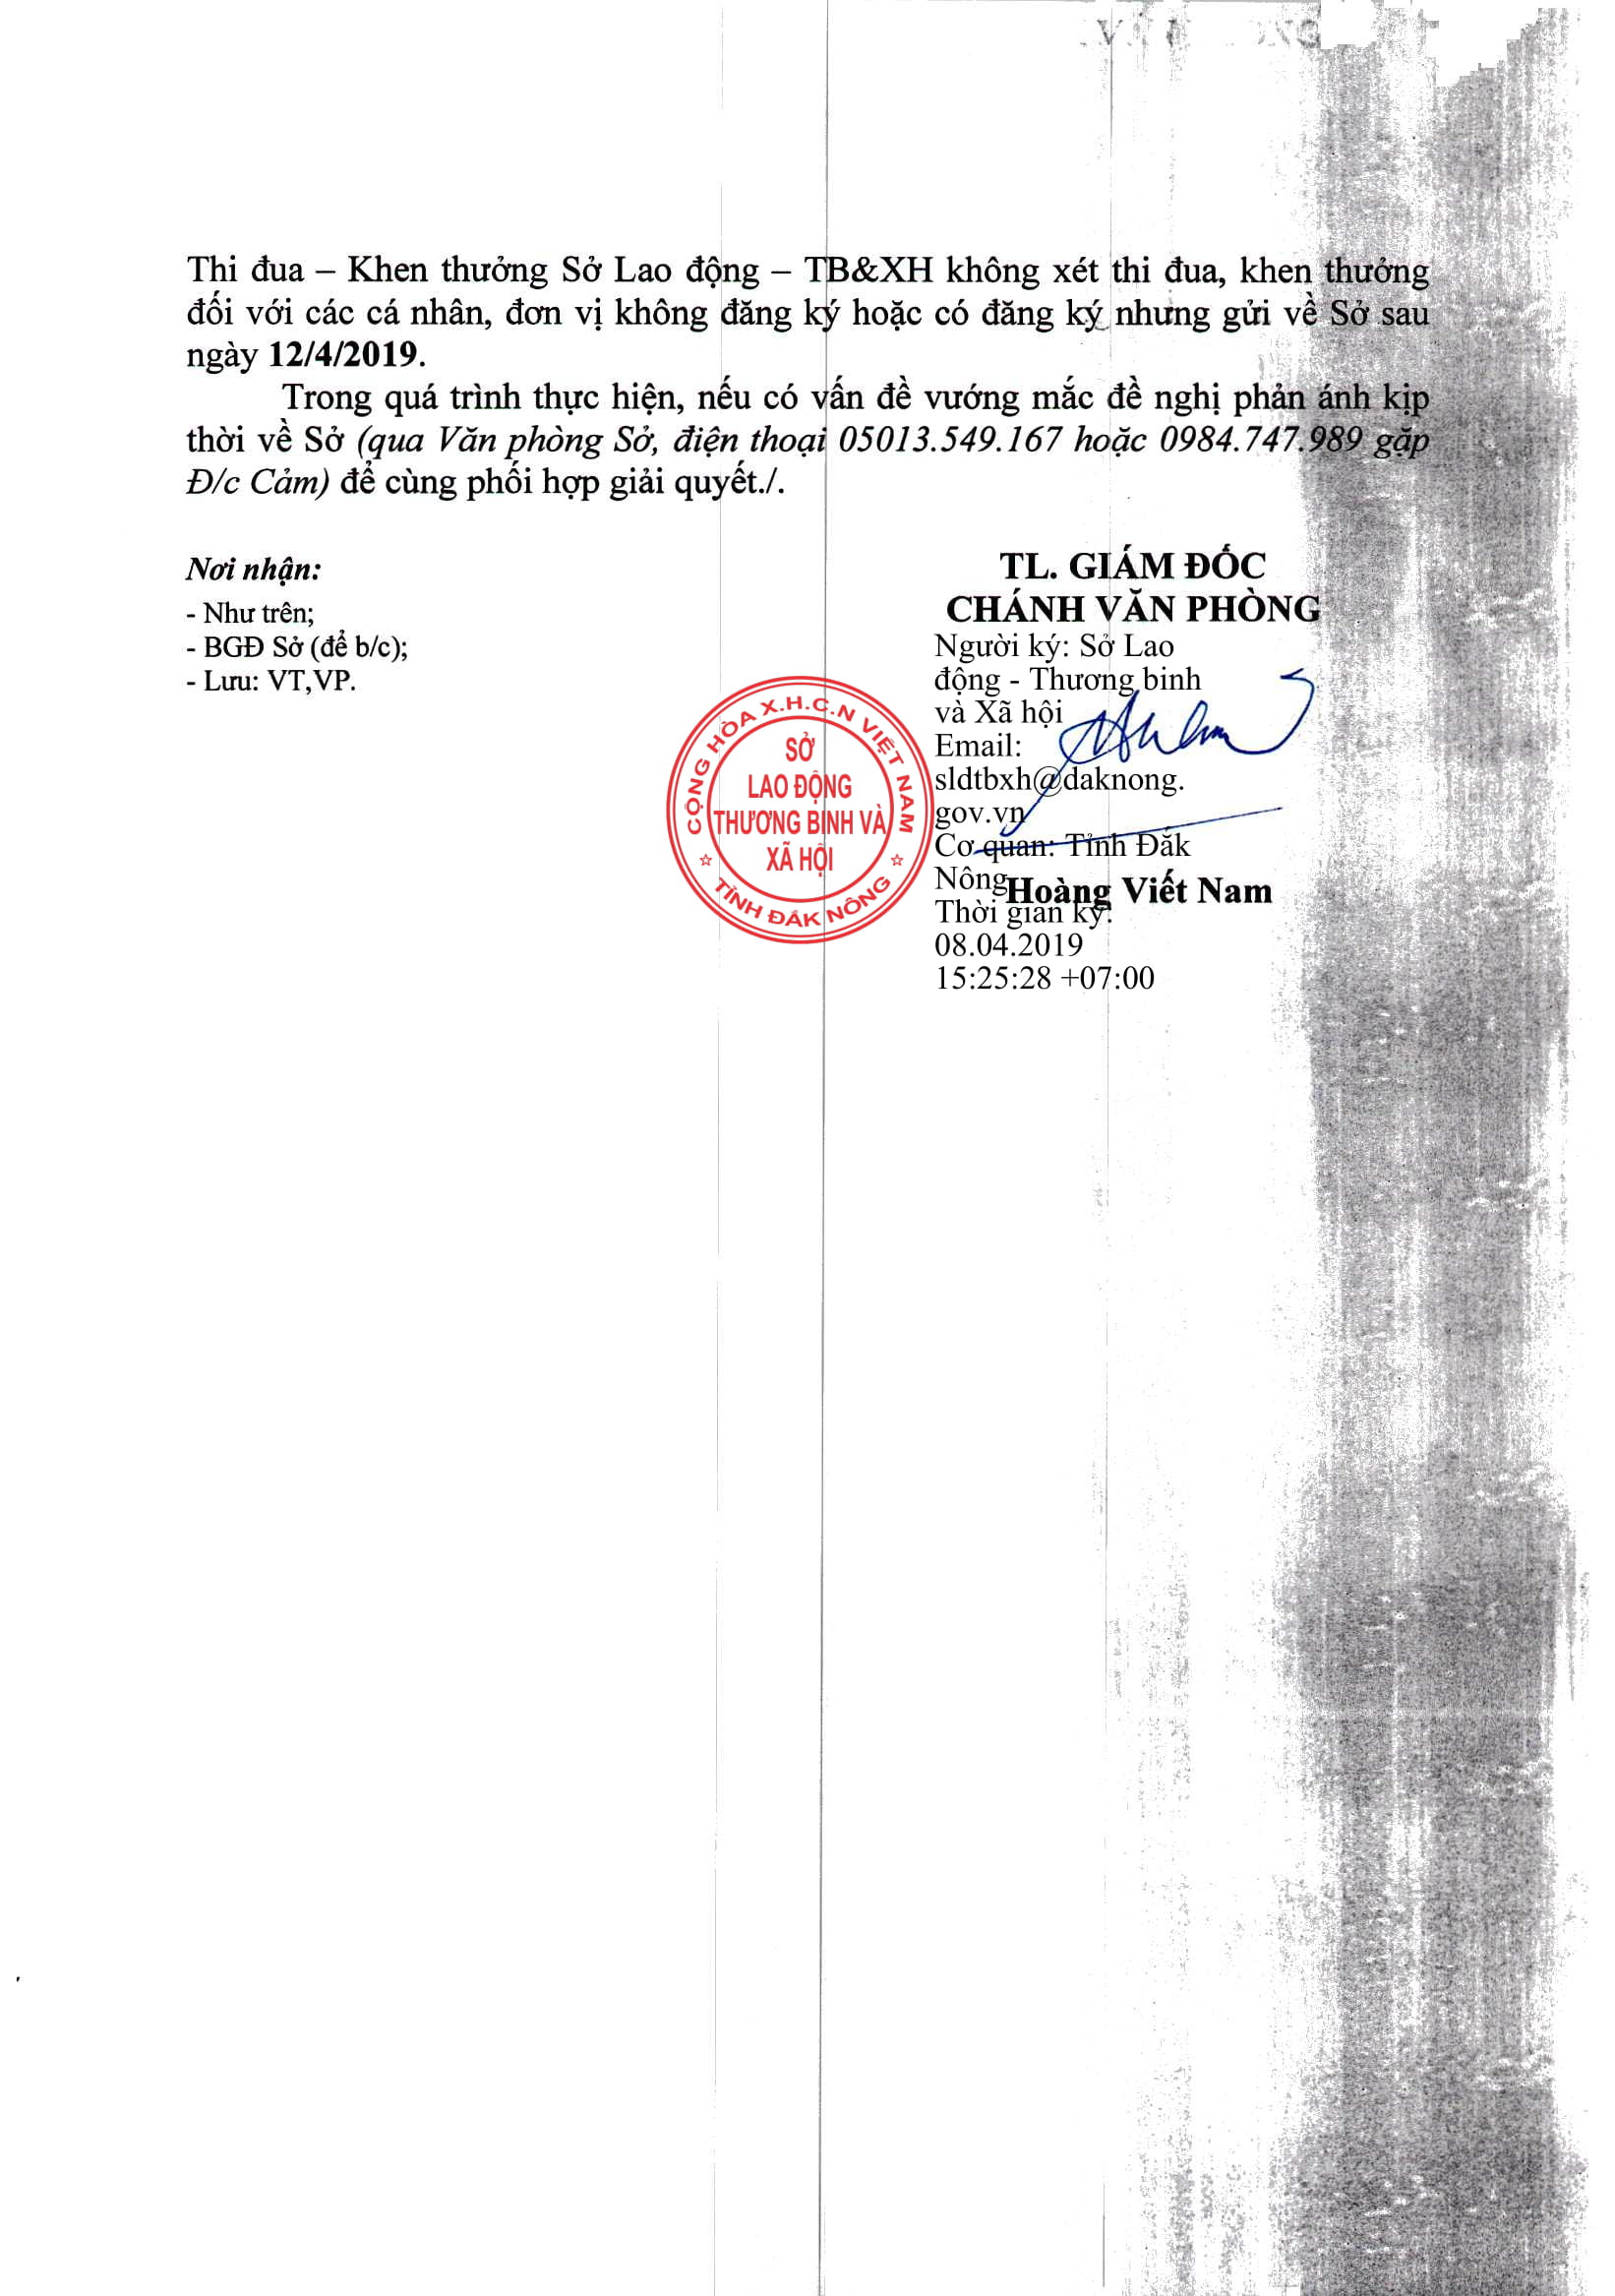 Thi đua – Khen thưởng Sở Lao động – TB&XH không xét thi đua, khen thưởng
đối với các cá nhân, đơn vị không đăng ký hoặc có đăng ký nhưng gửi về Sở sau
ngày 12/4/2019.
Trong quá trình thực hiện, nếu có vấn đề vướng mắc đề nghị phản ánh kịp
thời về Sở (qua Văn phòng Sở, điện thoại 05013.549.167 hoặc 0984.747.989 gặp
Đ/c Cảm) để cùng phối hợp giải quyết./.
Nơi nhận:
- Như trên;
- BGĐ Sở (để b/c);
- Lưu: VT,VP.
TL. GIÁM ĐỐC
CHÁNH VĂN PHÒNG
Người ký: Sở Lao
động - Thương binh
và Xã hội
Email:
sldtbxh@daknong.
gov.vn
Cơ quan: Tỉnh Đắk
Nông
Thời gian ký:
08.04.2019
15:25:28 +07:00
Hoàng Viết Nam
CỘNG HÒA X.H.C.N VIỆT NAM
SỞ
LAO ĐỘNG
THƯƠNG BINH VÀ
XÃ HỘI
TỈNH ĐẮK NÔNG